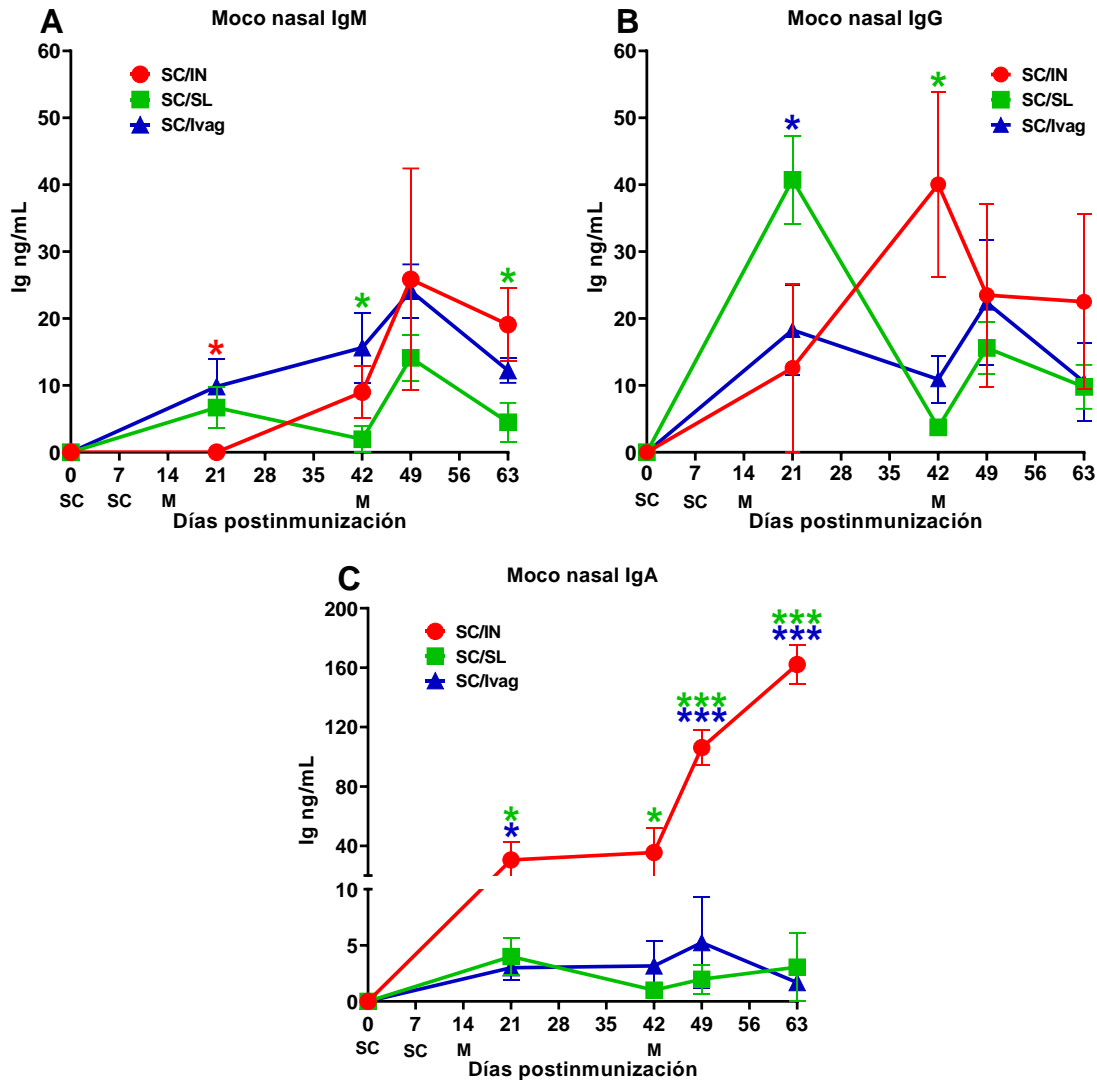 A
Moco nasal IgM
60
50
40
30
20
10
0
Ig ng/mL
SC/IN
SC/SL
SC/Ivag
*
*
*
0 7 14 21 28 35 42 49 56 63
SC SC M M
Días postinmunización
B
Moco nasal IgG
60
50
40
30
20
10
0
Ig ng/mL
SC/IN
SC/SL
SC/Ivag
*
*
0 7 14 21 28 35 42 49 56 63
SC SC M M
Días postinmunización
C
Moco nasal IgA
200
160
120
80
40
10
5
0
Ig ng/mL
SC/IN
SC/SL
SC/Ivag
***
***
***
***
* *
*
0 7 14 21 28 35 42 49 56 63
SC SC M M
Días postinmunización